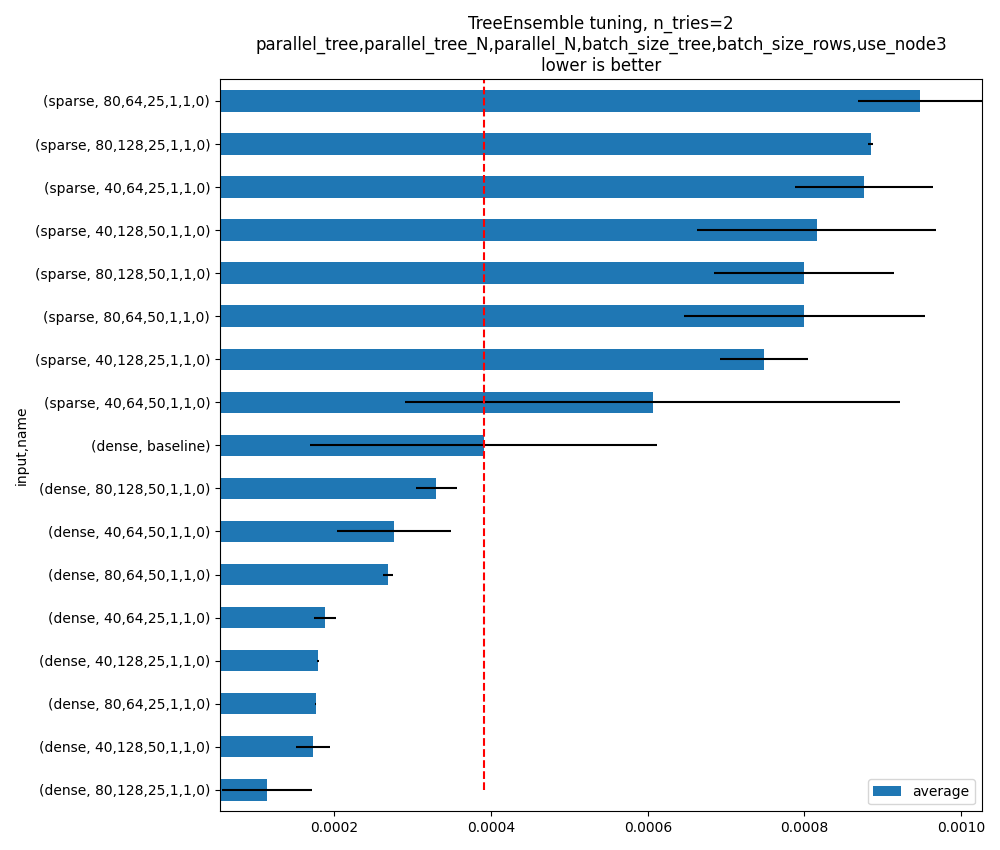 TreeEnsemble tuning, n_tries=2
parallel_tree,parallel_tree_N,parallel_N,batch_size_tree,batch_size_rows,use_node3
lower is better
input,name
(sparse, 80,64,25,1,1,0)
(sparse, 80,128,25,1,1,0)
(sparse, 40,64,25,1,1,0)
(sparse, 40,128,50,1,1,0)
(sparse, 80,128,50,1,1,0)
(sparse, 80,64,50,1,1,0)
(sparse, 40,128,25,1,1,0)
(sparse, 40,64,50,1,1,0)
(dense, baseline)
(dense, 80,128,50,1,1,0)
(dense, 40,64,50,1,1,0)
(dense, 80,64,50,1,1,0)
(dense, 40,64,25,1,1,0)
(dense, 40,128,25,1,1,0)
(dense, 80,64,25,1,1,0)
(dense, 40,128,50,1,1,0)
(dense, 80,128,25,1,1,0)
average
0.0002 0.0004 0.0006 0.0008 0.0010